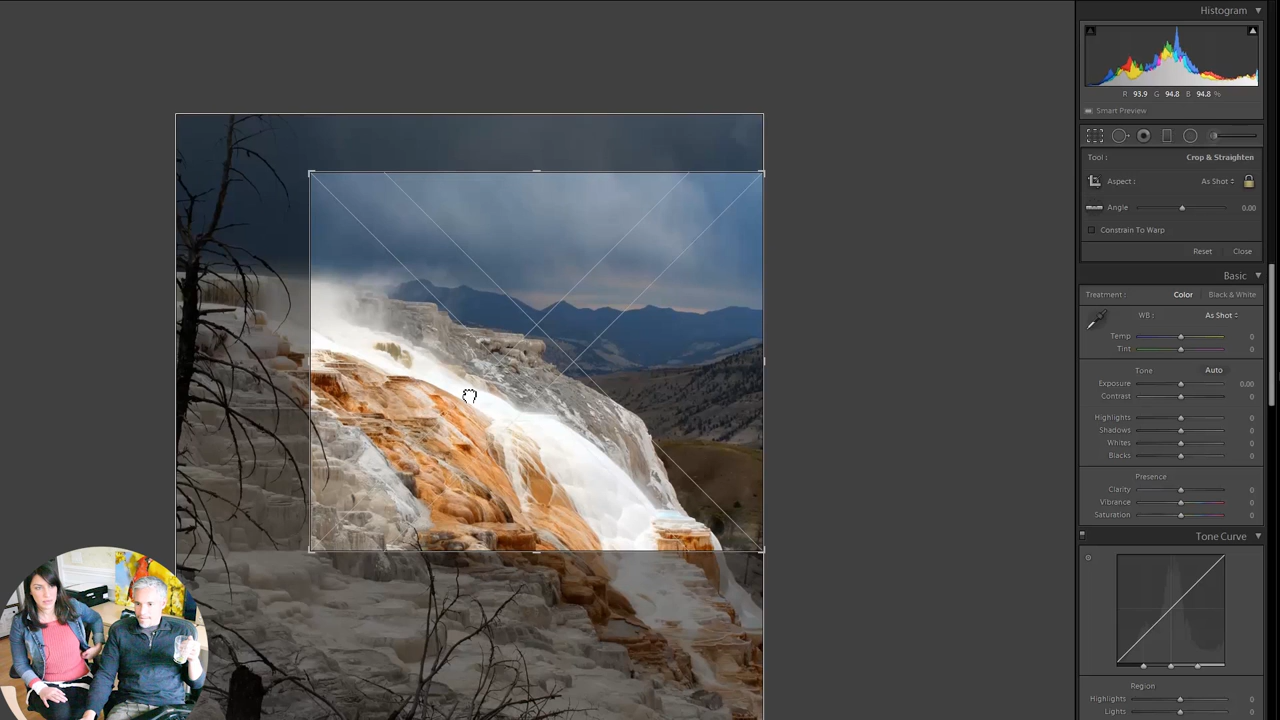 Histogram
R 93.9 G 94.8 B 94.8 %
Smart Preview
Tool : Crop & Straighten
Aspect : As Shot
Angle 0.00
Constrain To Warp
Reset Close
Basic
Treatment : Color Black & White
WB : As Shot
Temp 0
Tint 0
Tone Auto
Exposure 0.00
Contrast 0
Highlights 0
Shadows 0
Whites 0
Blacks 0
Presence
Clarity 0
Vibrance 0
Saturation 0
Tone Curve
Region
Highlights 0
Lights 0